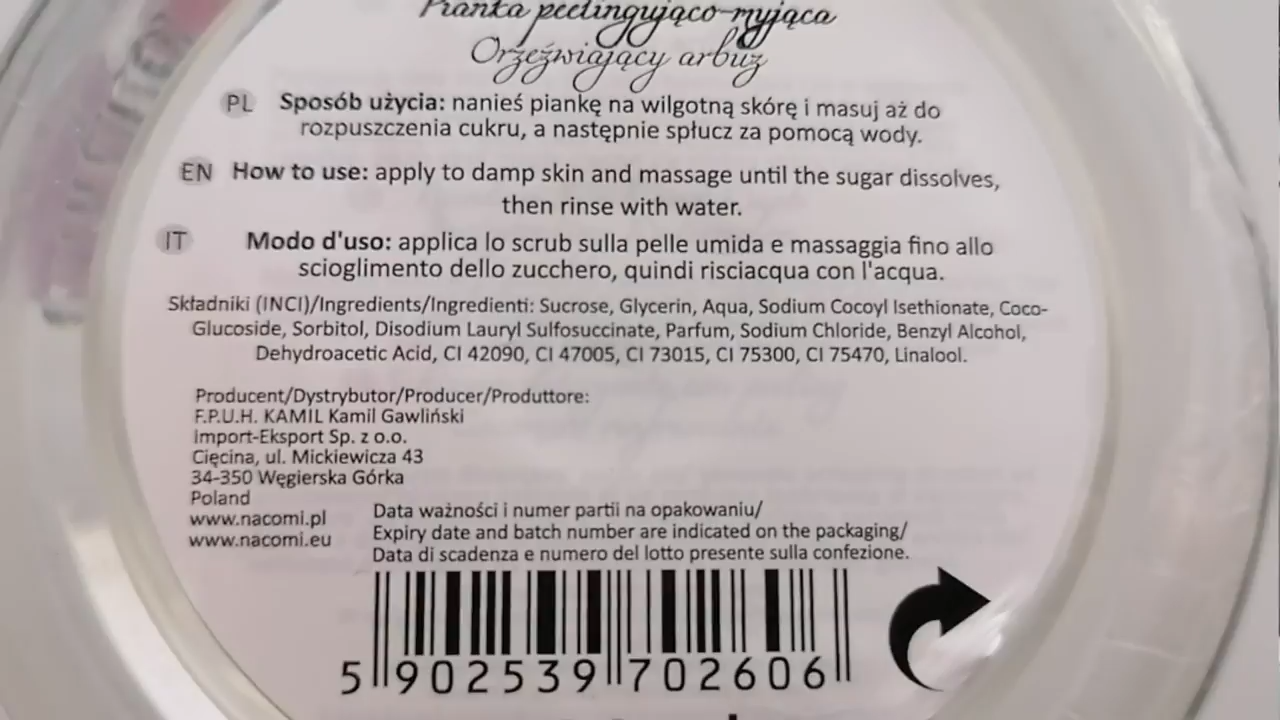 Pianka peelingująco-myjąca
Orzeźwiający arbuz
PL Sposób użycia: nanieś piankę na wilgotną skórę i masuj aż do
rozpuszczenia cukru, a następnie spłucz za pomocą wody.
EN How to use: apply to damp skin and massage until the sugar dissolves,
then rinse with water.
IT Modo d'uso: applica lo scrub sulla pelle umida e massaggia fino allo
scioglimento dello zucchero, quindi risciacqua con l'acqua.
Składniki (INCI)/Ingredients/Ingredienti: Sucrose, Glycerin, Aqua, Sodium Cocoyl Isethionate, Coco-
Glucoside, Sorbitol, Disodium Lauryl Sulfosuccinate, Parfum, Sodium Chloride, Benzyl Alcohol,
Dehydroacetic Acid, CI 42090, CI 47005, CI 73015, CI 75300, CI 75470, Linalool.
Producent/Dystrybutor/Producer/Produttore:
F.P.U.H. KAMIL Kamil Gawliński
Import-Eksport Sp. z o.o.
Cięcina, ul. Mickiewicza 43
34-350 Węgierska Górka
Poland
www.nacomi.pl
www.nacomi.eu
Data ważności i numer partii na opakowaniu/
Expiry date and batch number are indicated on the packaging/
Data di scadenza e numero del lotto presente sulla confezione.
5 902539 702606